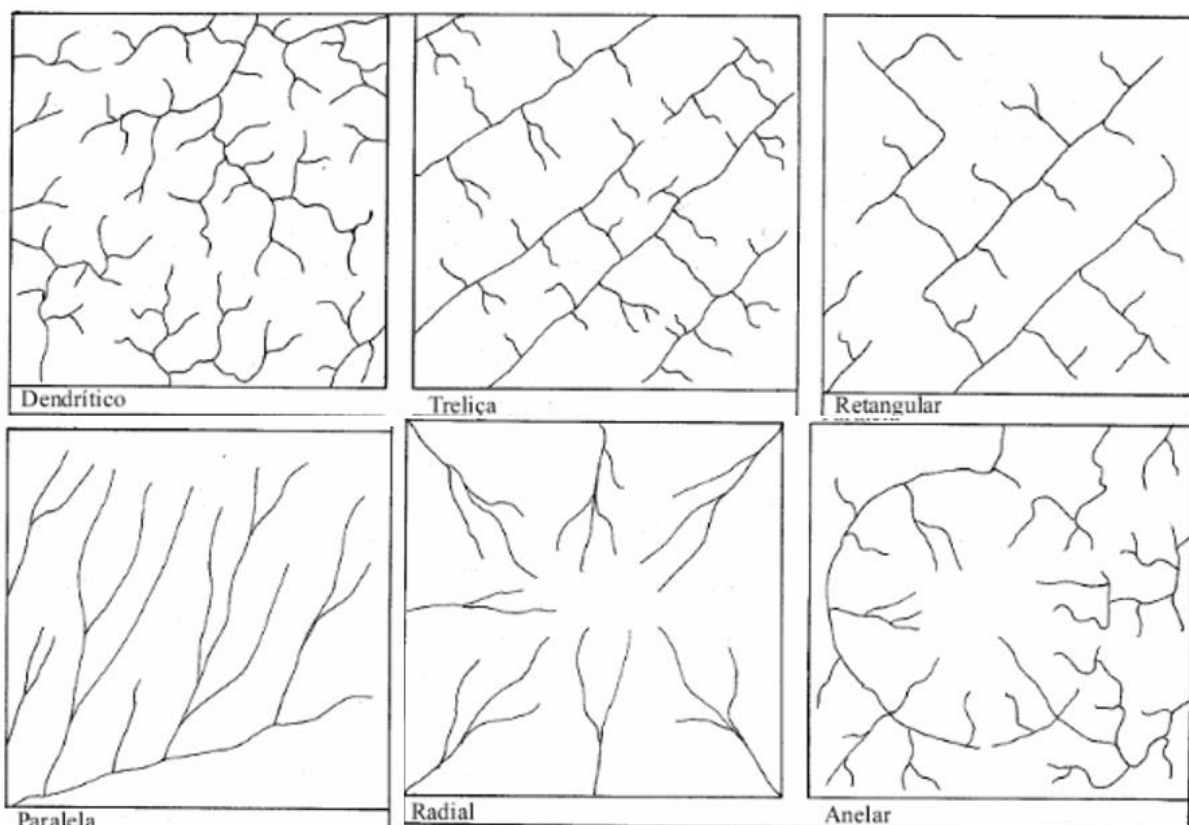 Dendrítico
Treliça
Retangular
Paralela
Radial
Anelar